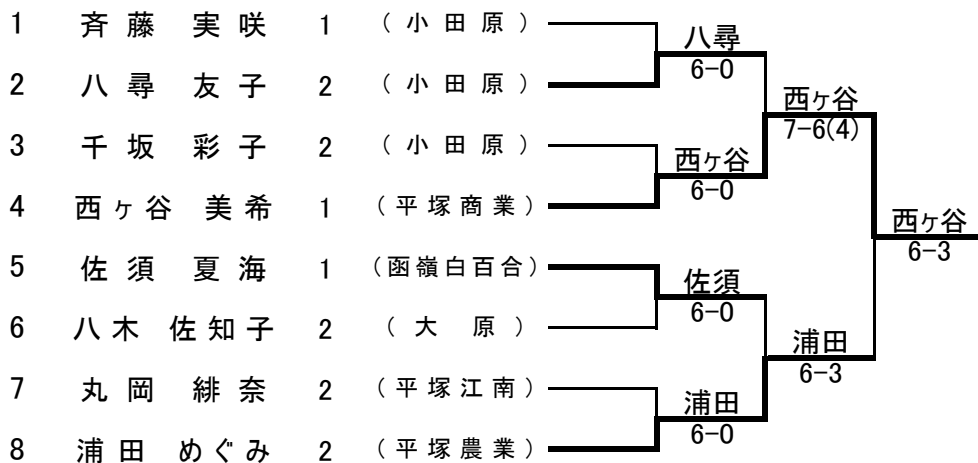 1 斉藤 実咲 1 (小田原)
八尋
6-0
2 八尋 友子 2 (小田原)
西ヶ谷
7-6(4)
3 千坂 彩子 2 (小田原)
西ヶ谷
6-0
4 西ヶ谷 美希 1 (平塚商業)
西ヶ谷
6-3
5 佐須 夏海 1 (函嶺白百合)
佐須
6-0
6 八木 佐知子 2 (大原)
浦田
6-3
7 丸岡 緋奈 2 (平塚江南)
浦田
6-0
8 浦田 めぐみ 2 (平塚農業)